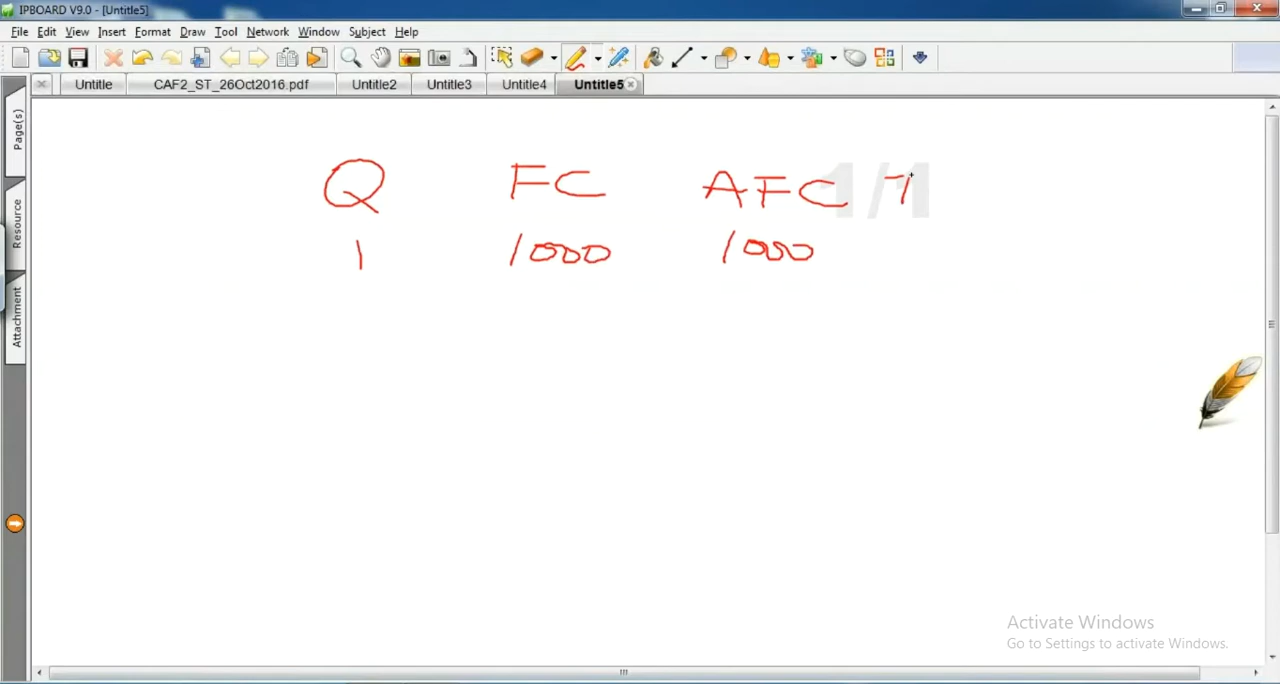 IPBOARD V9.0 - [Untitle5]
File Edit View Insert Format Draw Tool Network Window Subject Help
Untitle CAF2_ST_26Oct2016.pdf Untitle2 Untitle3 Untitle4 Untitle5
Page(s)
Resource
Attachment
1/1
Q FC AFC T
1 1000 1000
Activate Windows
Go to Settings to activate Windows.